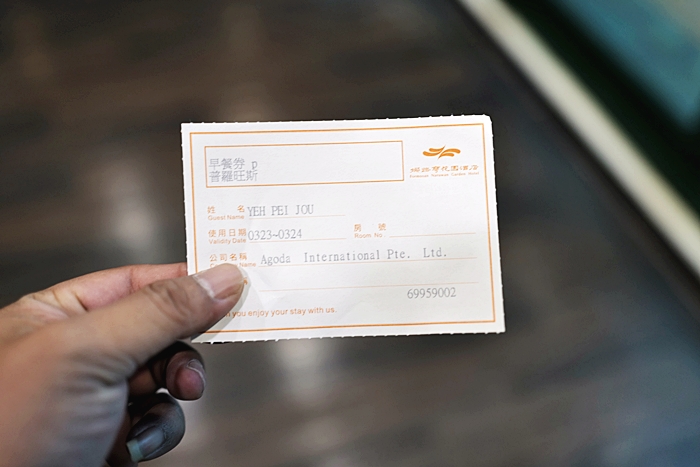 早餐券 p
普羅旺斯
姓 名 YEH PEI JOU
Guest Name
使用日期 0323-0324 房 號
Validity Date Room No
公司名稱 Agoda International Pte. Ltd.
Name
69959002
you enjoy your stay with us.